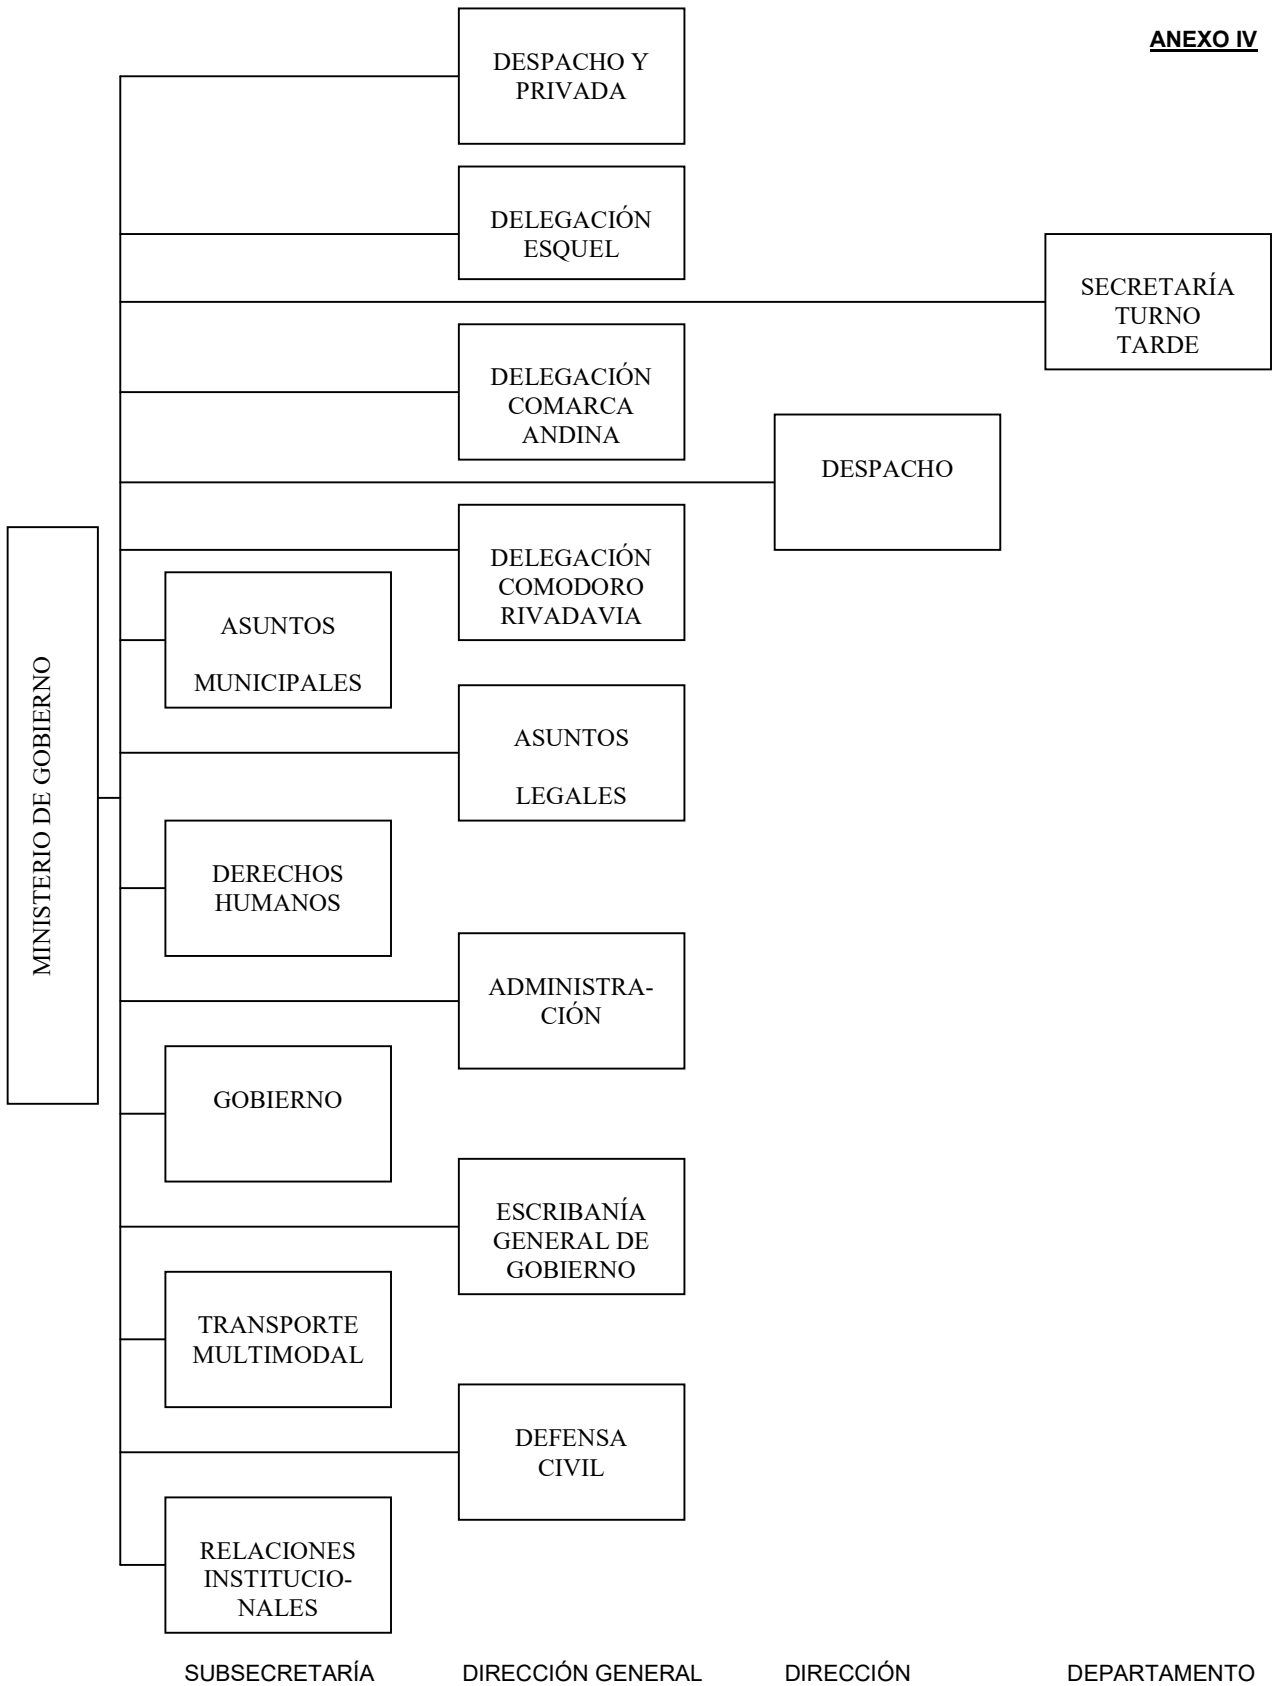 ANEXO IV
DESPACHO Y
PRIVADA
DELEGACIÓN
ESQUEL
SECRETARÍA
TURNO
TARDE
DELEGACIÓN
COMARCA
ANDINA
DESPACHO
DELEGACIÓN
COMODORO
RIVADAVIA
ASUNTOS
MUNICIPALES
MINISTERIO DE GOBIERNO
ASUNTOS
LEGALES
DERECHOS
HUMANOS
ADMINISTRA-
CIÓN
GOBIERNO
ESCRIBANÍA
GENERAL DE
GOBIERNO
TRANSPORTE
MULTIMODAL
DEFENSA
CIVIL
RELACIONES
INSTITUCIO-
NALES
SUBSECRETARÍA DIRECCIÓN GENERAL DIRECCIÓN DEPARTAMENTO